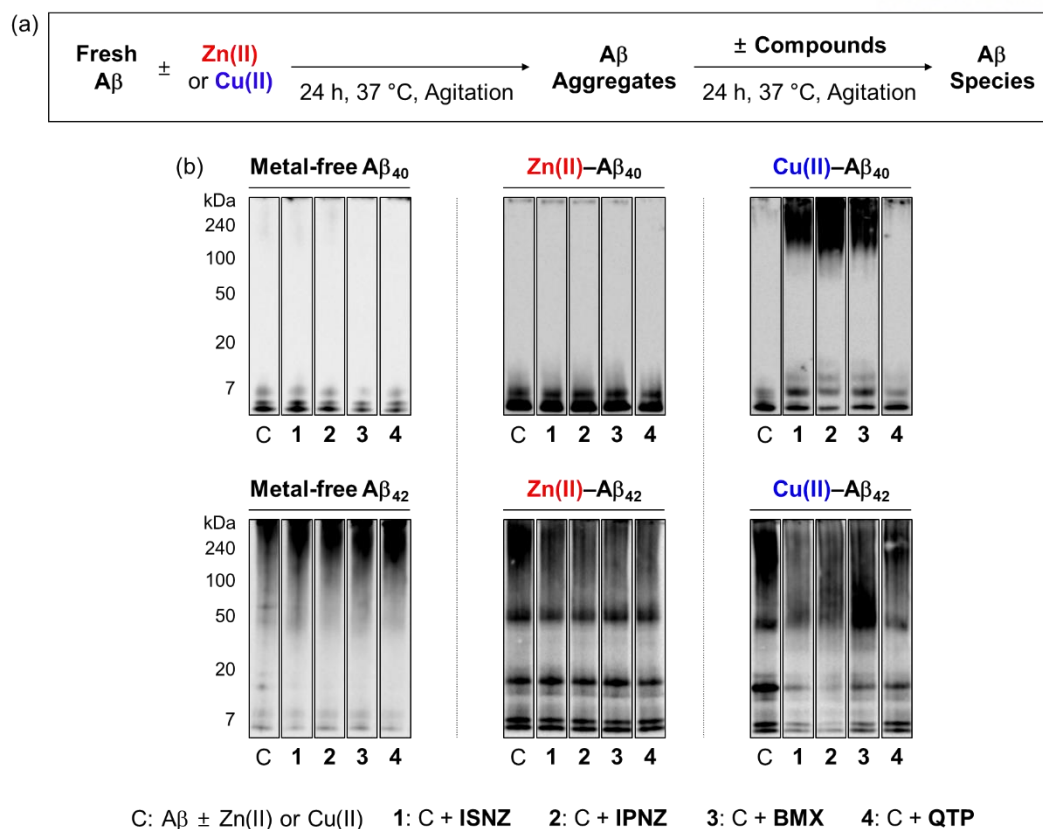 (a)
Fresh Aβ ± Zn(II) or Cu(II) 24 h, 37 °C, Agitation Aβ Aggregates ± Compounds 24 h, 37 °C, Agitation Aβ Species
(b)
Metal-free Aβ40 Zn(II)–Aβ40 Cu(II)–Aβ40
kDa
240
100
50
20
7
C 1 2 3 4 C 1 2 3 4 C 1 2 3 4
Metal-free Aβ42 Zn(II)–Aβ42 Cu(II)–Aβ42
kDa
240
100
50
20
7
C 1 2 3 4 C 1 2 3 4 C 1 2 3 4
C: Aβ ± Zn(II) or Cu(II) 1: C + ISNZ 2: C + IPNZ 3: C + BMX 4: C + QTP